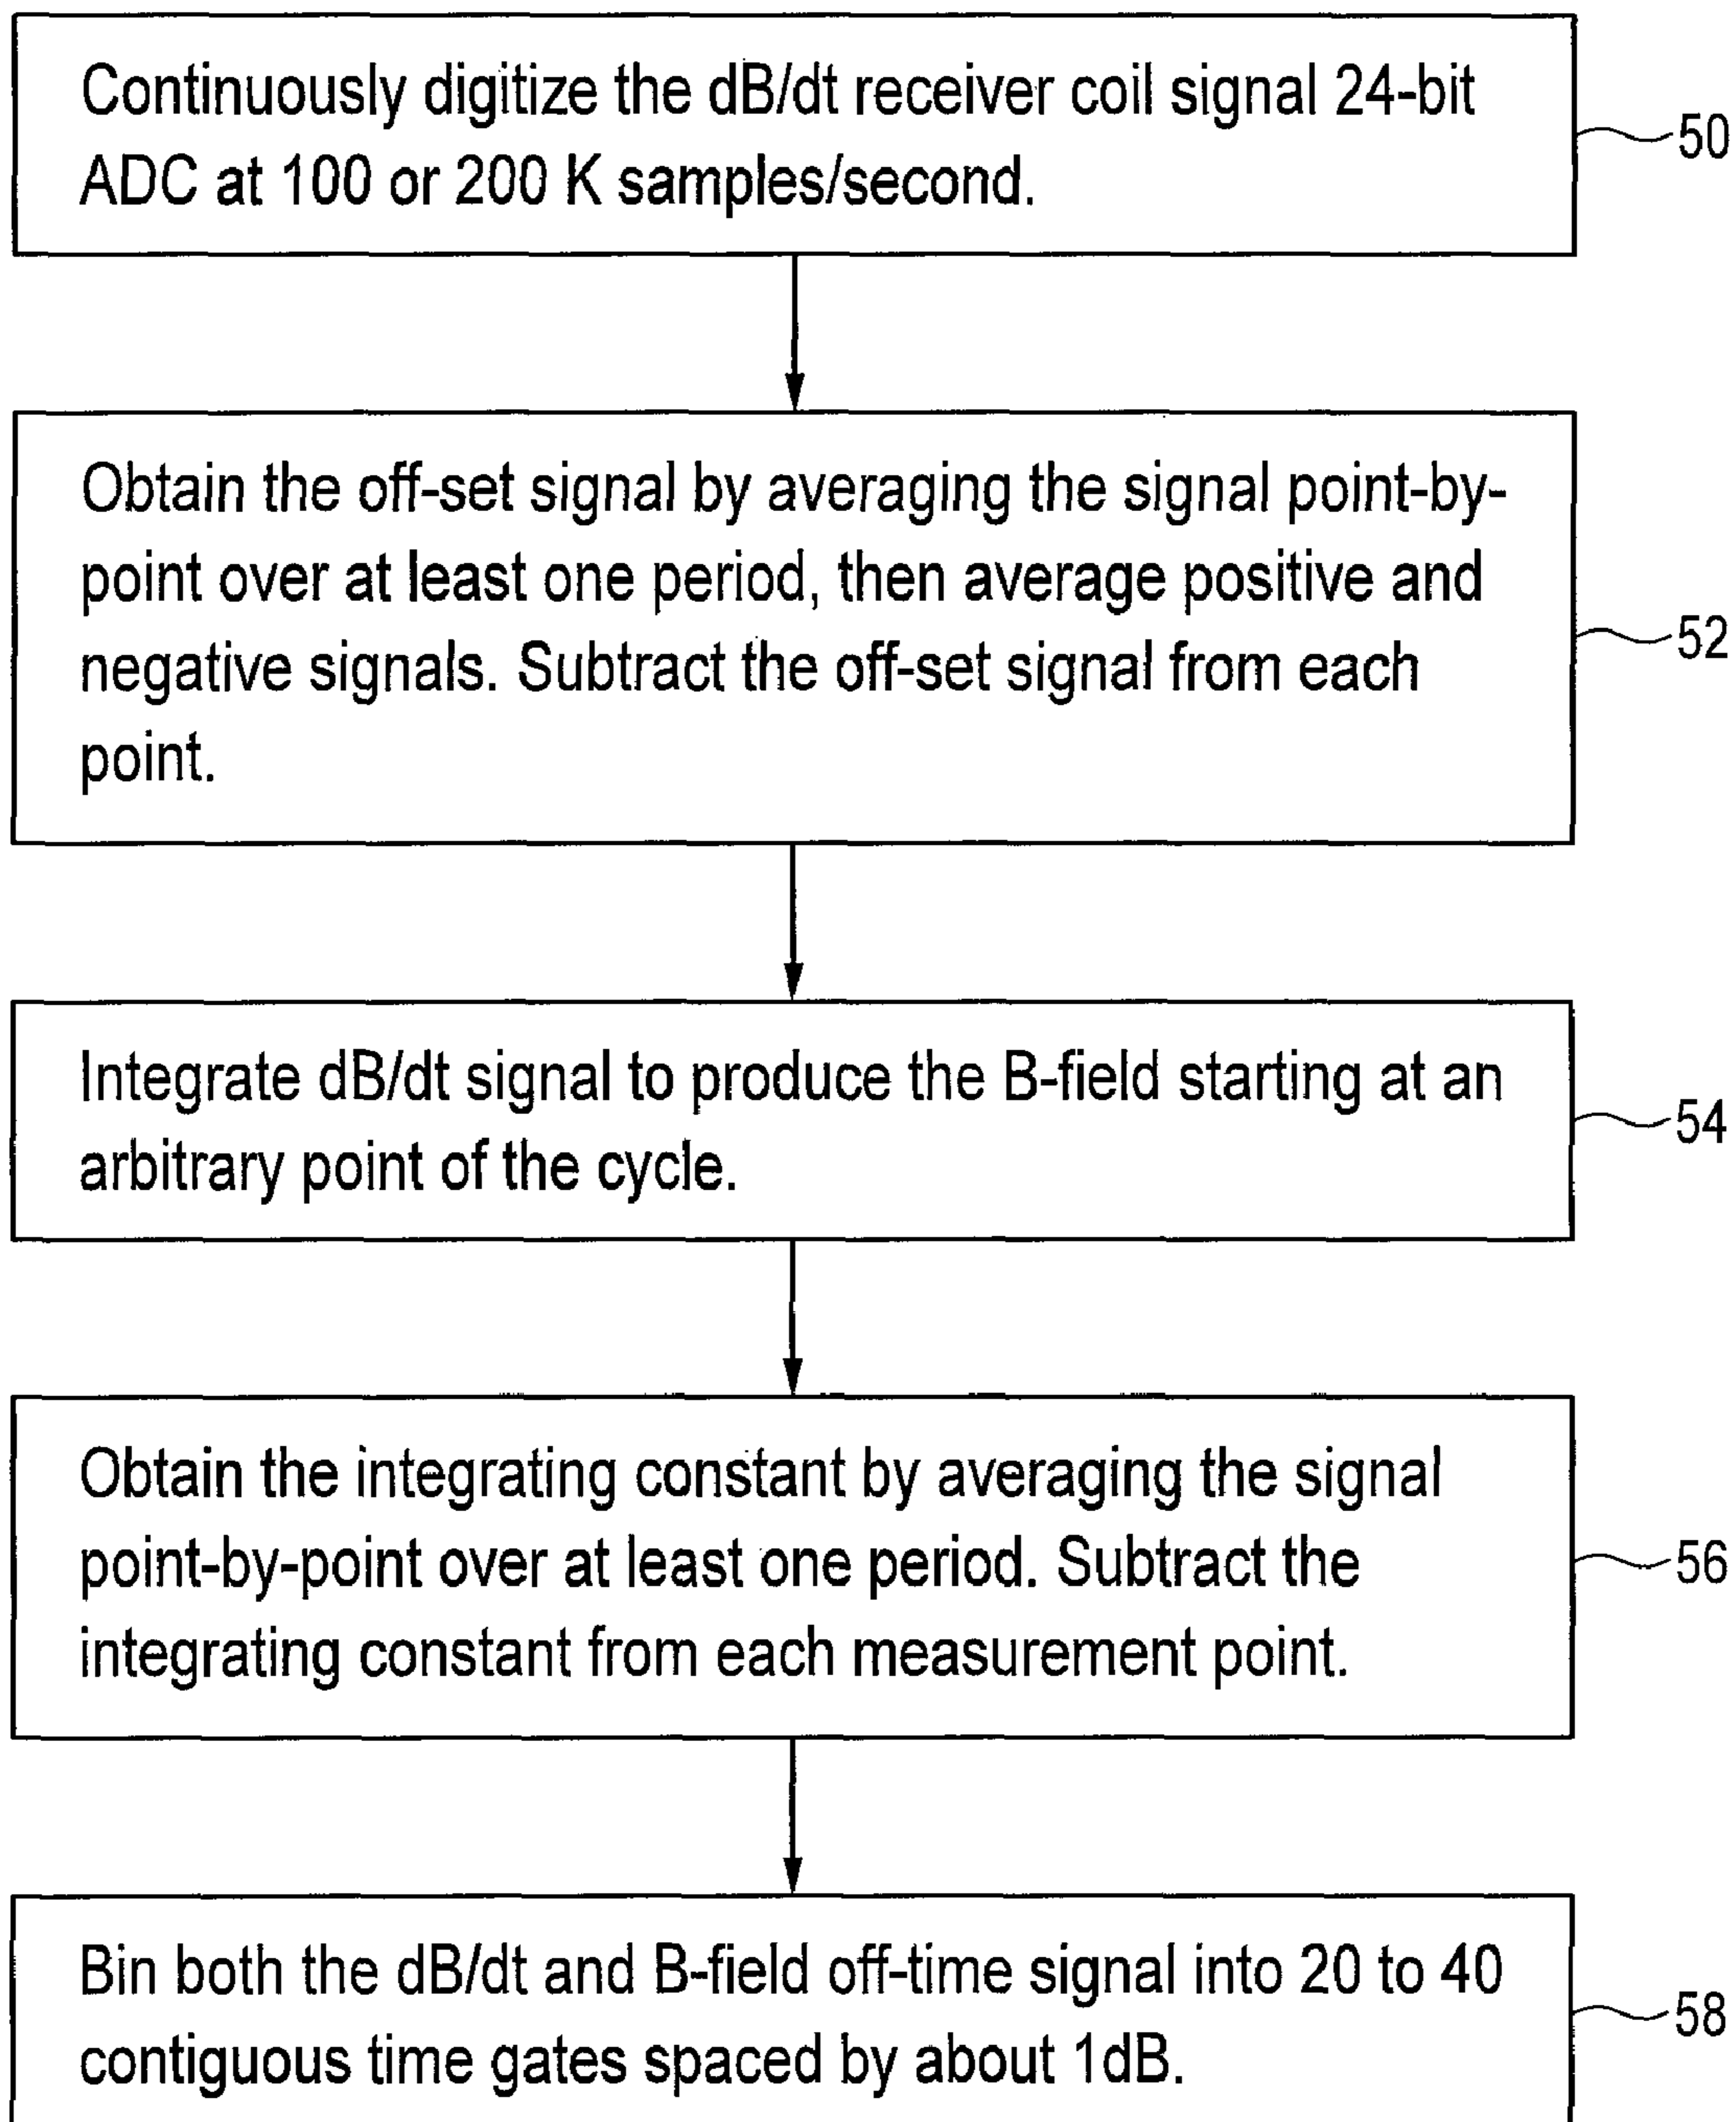 Continuously digitize the dB/dt receiver coil signal 24-bit
ADC at 100 or 200 K samples/second.
50
Obtain the off-set signal by averaging the signal point-by-
point over at least one period, then average positive and
negative signals. Subtract the off-set signal from each
point.
52
Integrate dB/dt signal to produce the B-field starting at an
arbitrary point of the cycle.
54
Obtain the integrating constant by averaging the signal
point-by-point over at least one period. Subtract the
integrating constant from each measurement point.
56
Bin both the dB/dt and B-field off-time signal into 20 to 40
contiguous time gates spaced by about 1dB.
58